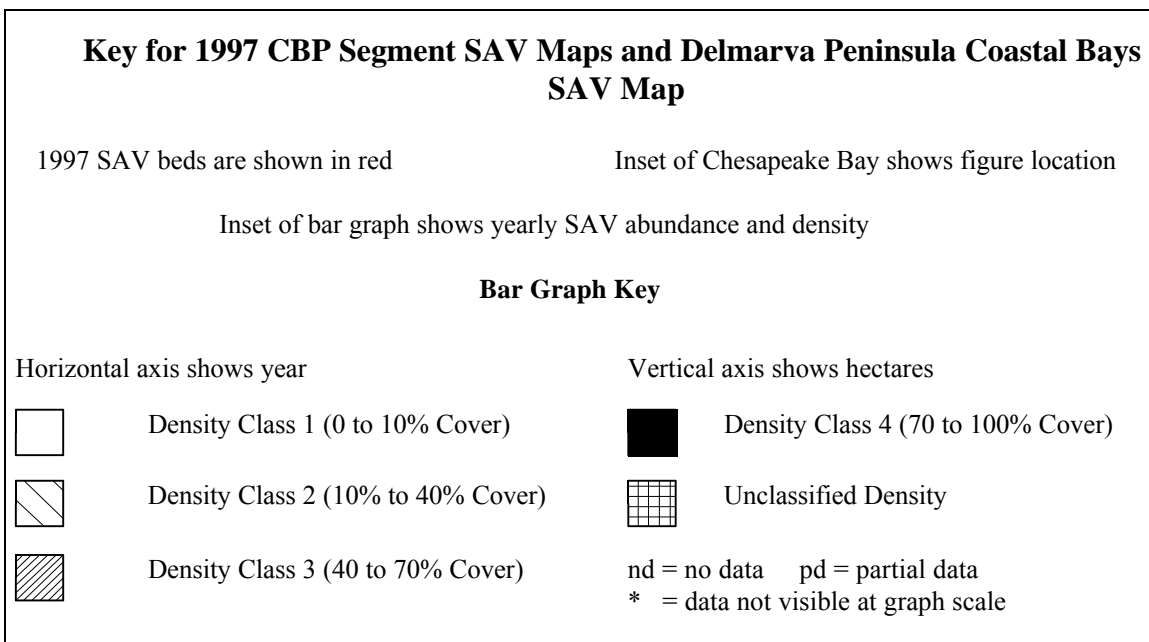 Key for 1997 CBP Segment SAV Maps and Delmarva Peninsula Coastal Bays
SAV Map
1997 SAV beds are shown in red
Inset of Chesapeake Bay shows figure location
Inset of bar graph shows yearly SAV abundance and density
Bar Graph Key
Horizontal axis shows year
Vertical axis shows hectares
Density Class 1 (0 to 10% Cover)
Density Class 4 (70 to 100% Cover)
Density Class 2 (10% to 40% Cover)
Unclassified Density
Density Class 3 (40 to 70% Cover)
nd = no data pd = partial data
* = data not visible at graph scale